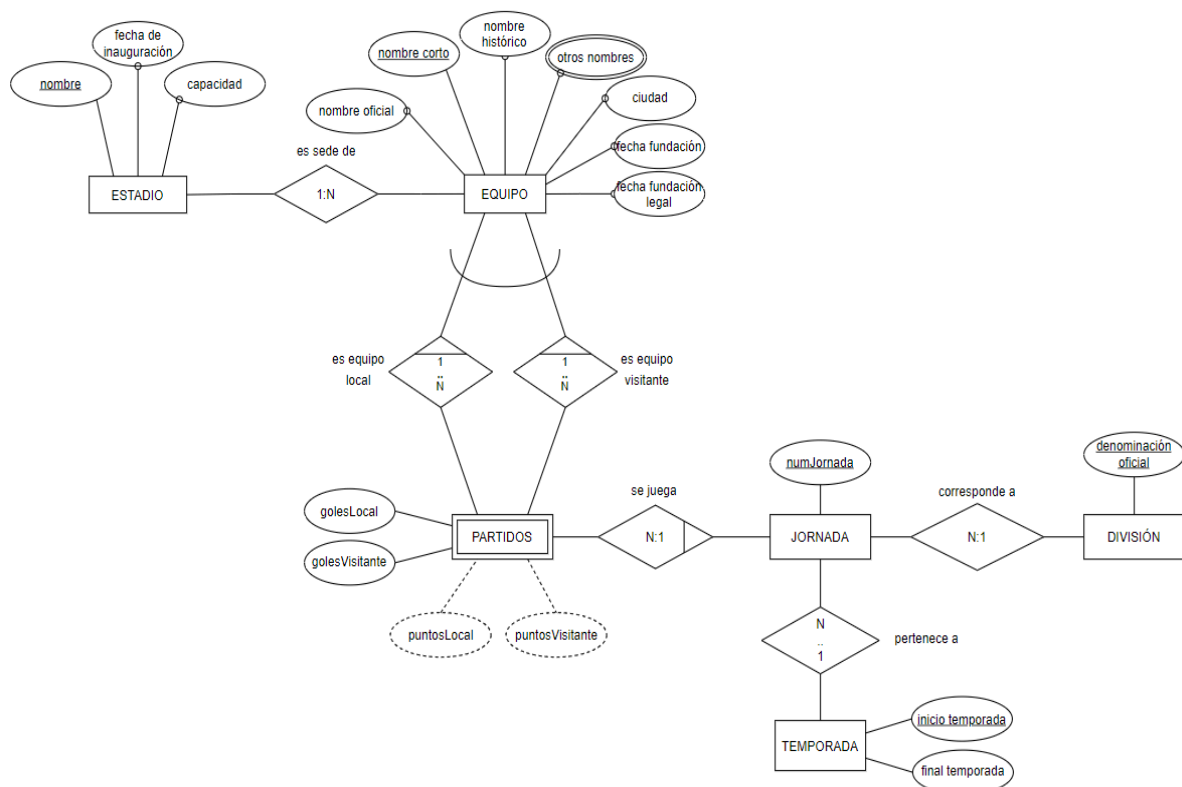 nombre
histórico
fecha de
inauguración
nombre corto
otros nombres
nombre
capacidad
nombre oficial
ciudad
es sede de
fecha fundación
ESTADIO
1:N
EQUIPO
fecha fundación
legal
es equipo
local
1
..
N
1
..
N
es equipo
visitante
numJornada
denominación
oficial
se juega
corresponde a
golesLocal
PARTIDOS
N:1
JORNADA
N:1
DIVISIÓN
golesVisitante
puntosLocal
puntosVisitante
N
..
1
pertenece a
inicio temporada
TEMPORADA
final temporada